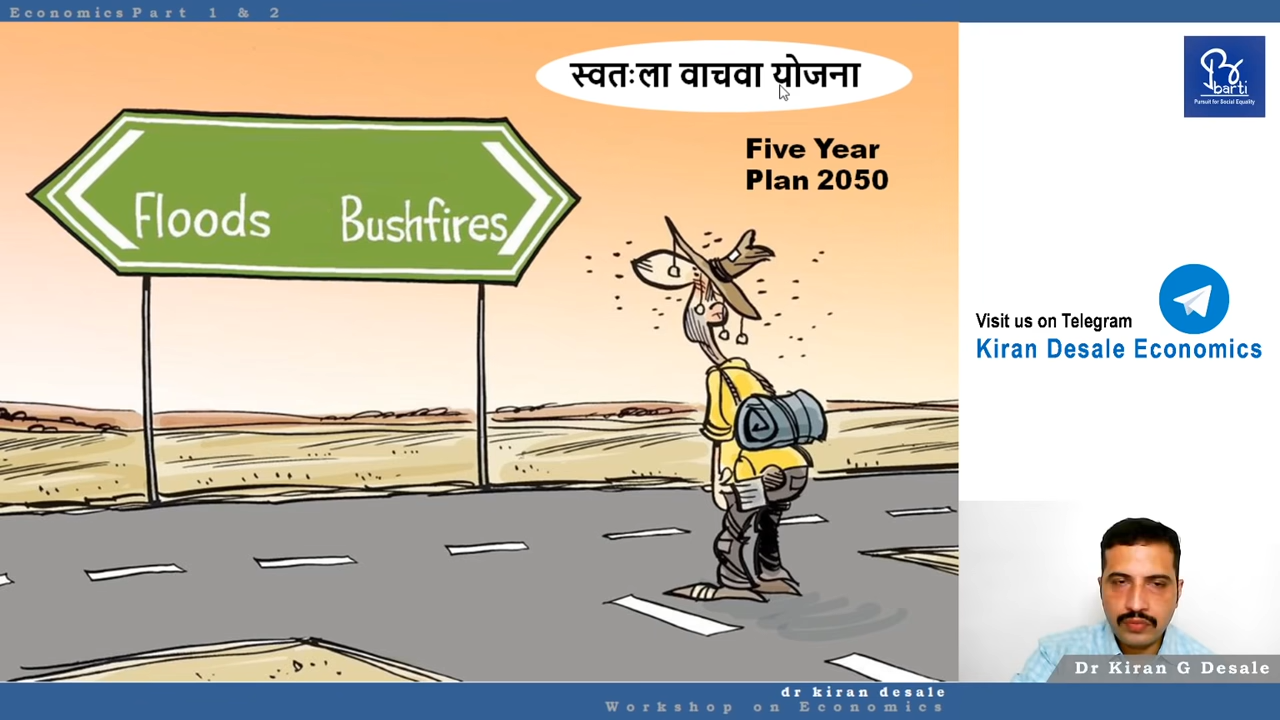 Economics Part 1 & 2
स्वतःला वाचवा योजना
Five Year
Plan 2050
Floods Bushfires
barti
Pursuit for Social Equality
Visit us on Telegram
Kiran Desale Economics
Dr Kiran G Desale
dr kiran desale
Workshop on Economics